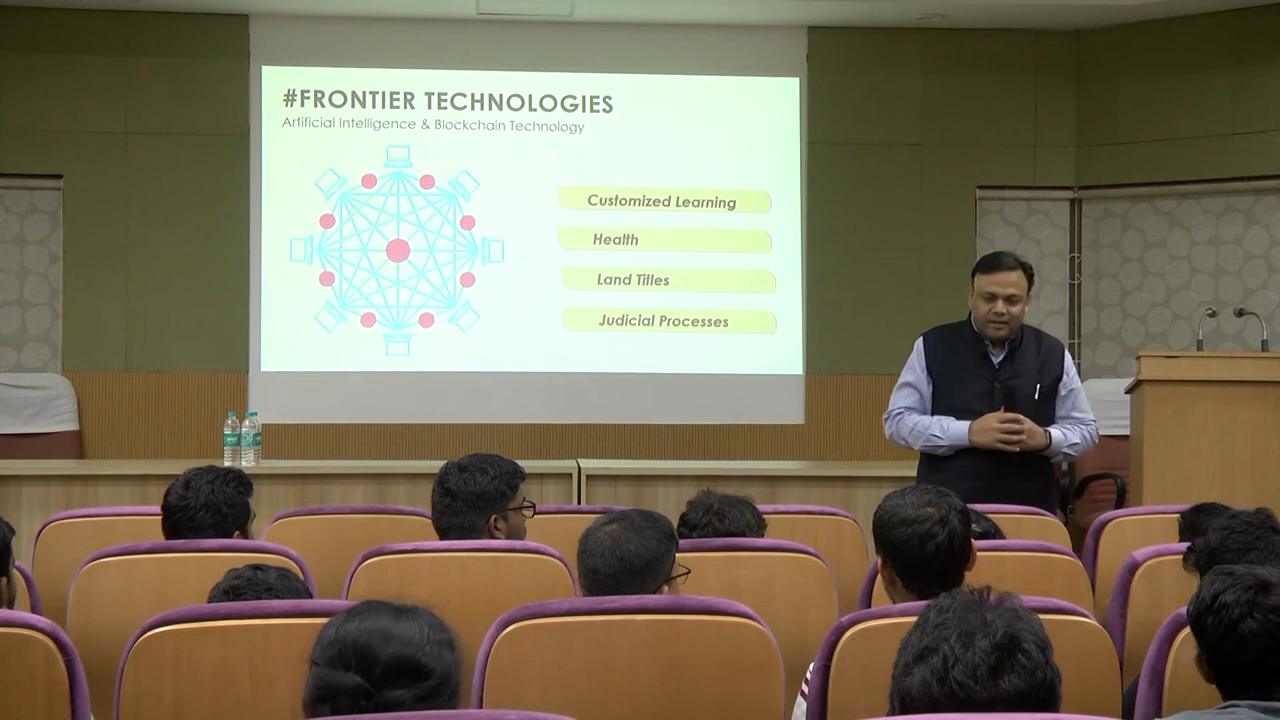 #FRONTIER TECHNOLOGIES
Artificial Intelligence & Blockchain Technology
Customized Learning
Health
Land Titles
Judicial Processes